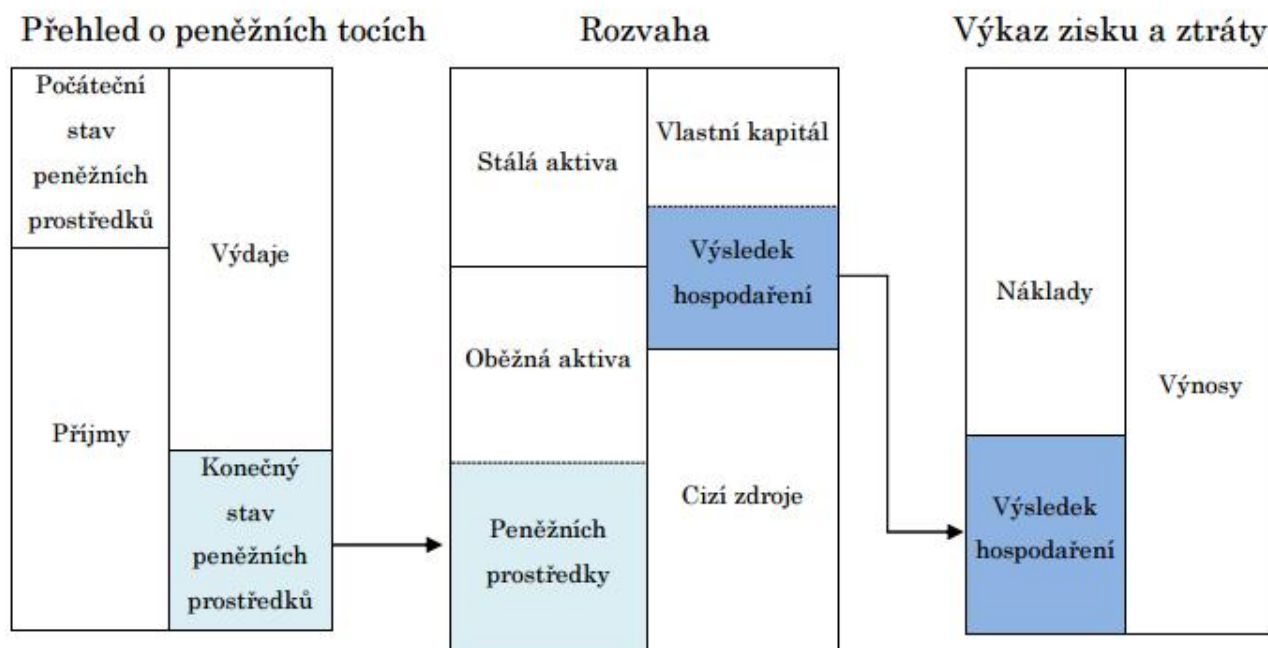 Přehled o peněžních tocích
Počáteční
stav
peněžních
prostředků
Příjmy
Výdaje
Konečný
stav
peněžních
prostředků
Rozvaha
Stálá aktiva
Oběžná aktiva
Peněžních
prostředky
Vlastní kapitál
Výsledek
hospodaření
Cizí zdroje
Výkaz zisku a ztráty
Náklady
Výsledek
hospodaření
Výnosy